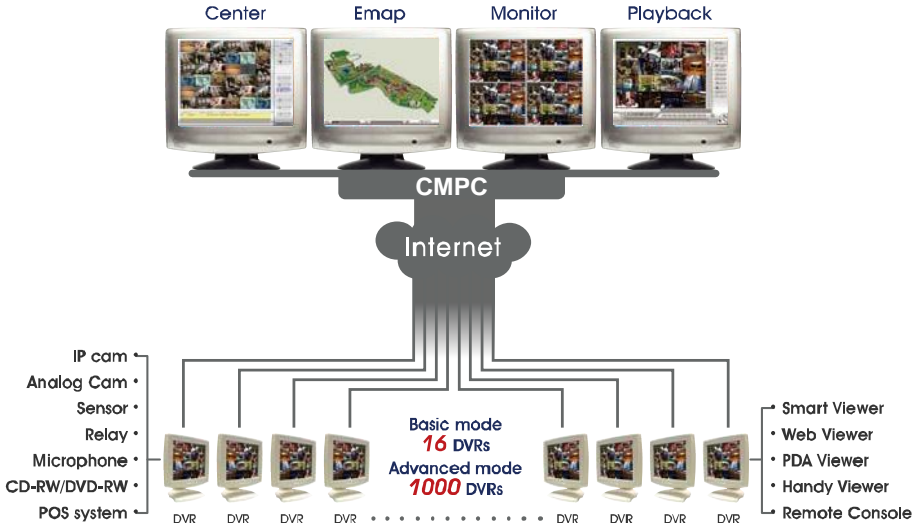 Center
Emap
Monitor
Playback
CMPC
Internet
IP cam
Analog Cam
Sensor
Relay
Microphone
CD-RW/DVD-RW
POS system
Basic mode
16 DVRs
Advanced mode
1000 DVRs
Smart Viewer
Web Viewer
PDA Viewer
Handy Viewer
Remote Console
DVR DVR DVR DVR DVR DVR DVR DVR